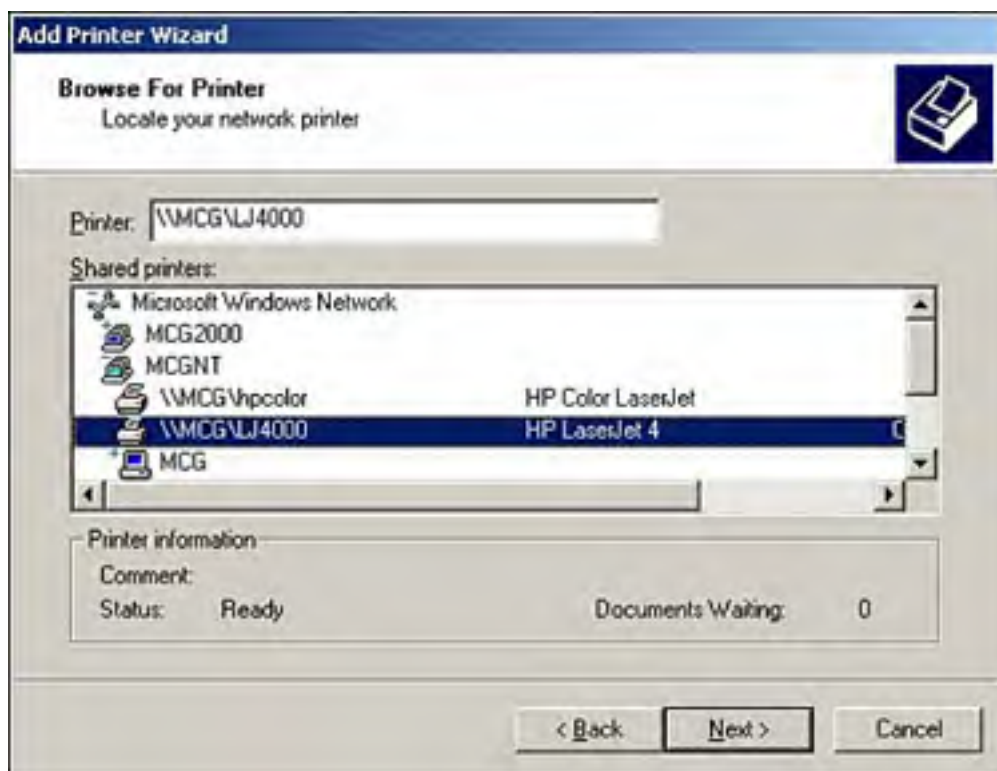 Add Printer Wizard
Browse For Printer
Locate your network printer
Printer: \\MCG\LJ4000
Shared printers:
Microsoft Windows Network
MCG2000
MCGNT
\\MCG\hpcolor HP Color LaserJet
\\MCG\LJ4000 HP LaserJet 4
MCG
Printer information
Comment:
Status: Ready Documents Waiting: 0
< Back Next > Cancel